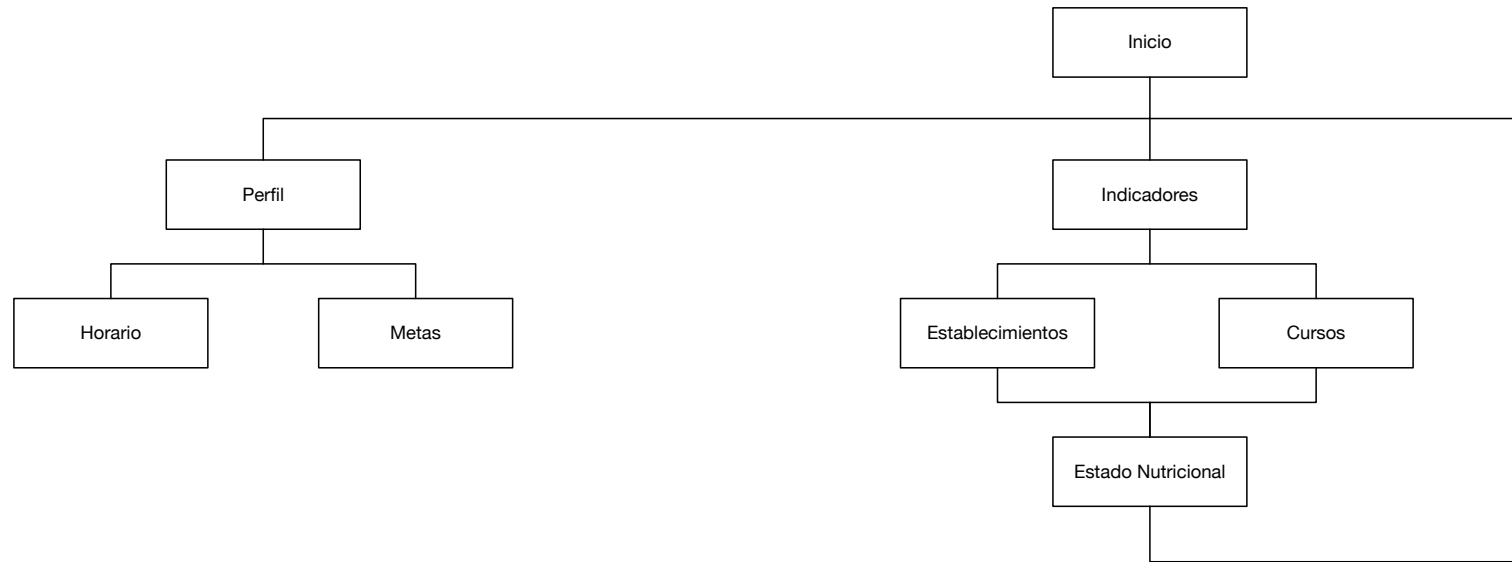 Inicio
Perfil
Indicadores
Horario
Metas
Establecimientos
Cursos
Estado Nutricional